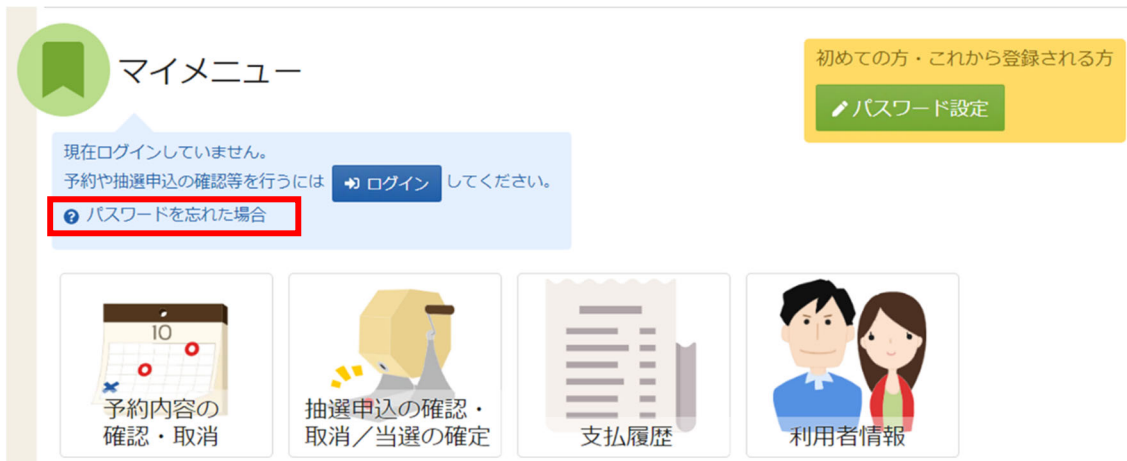 マイメニュー
初めての方・これから登録される方
パスワード設定
現在ログインしていません。
予約や抽選申込の確認等を行うには ログイン してください。
パスワードを忘れた場合
10
予約内容の
確認・取消
抽選申込の確認・
取消／当選の確定
支払履歴
利用者情報